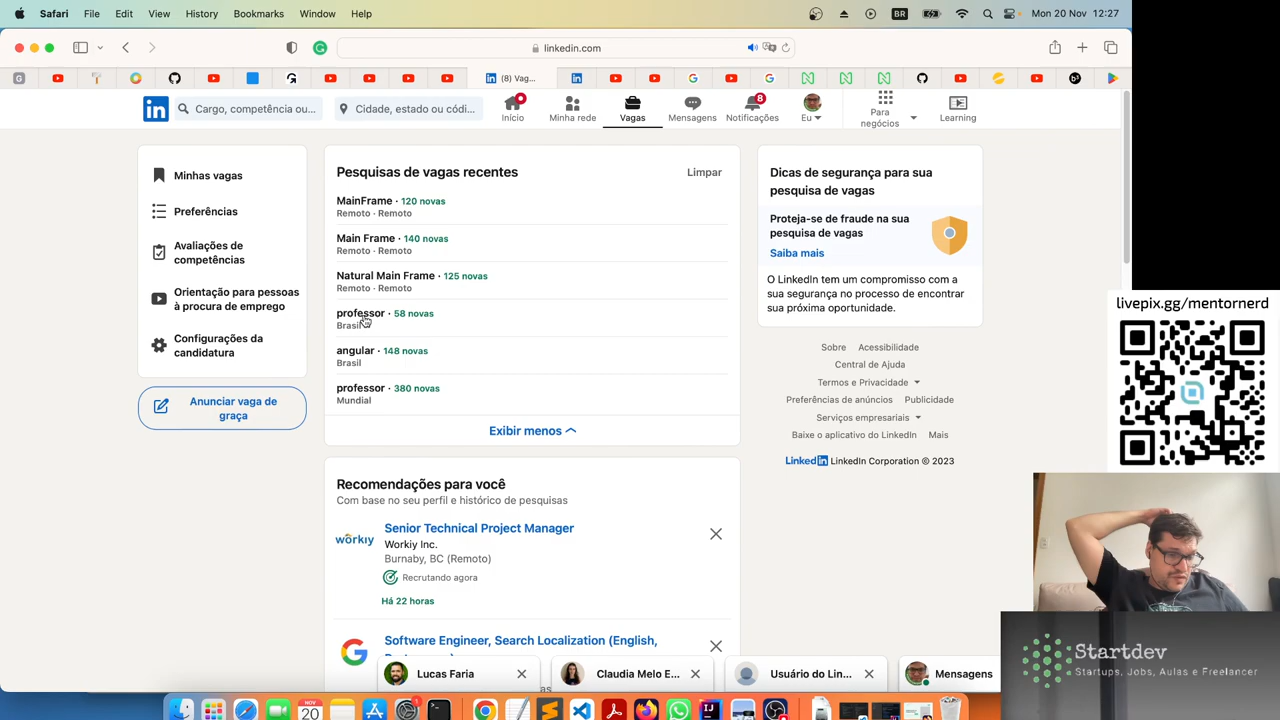 Safari File Edit View History Bookmarks Window Help BR Mon 20 Nov 12:27
linkedin.com
(8) Vag...
Cargo, competência ou...
Cidade, estado ou códi...
Início
Minha rede
Vagas
Mensagens
8
Notificações
Eu
Para
negócios
Learning
Minhas vagas
Preferências
Avaliações de
competências
Orientação para pessoas
à procura de emprego
Configurações da
candidatura
Anunciar vaga de
graça
Pesquisas de vagas recentes
Limpar
MainFrame · 120 novas
Remoto · Remoto
Main Frame · 140 novas
Remoto · Remoto
Natural Main Frame · 125 novas
Remoto · Remoto
professor · 58 novas
Brasil
angular · 148 novas
Brasil
professor · 380 novas
Mundial
Exibir menos
Recomendações para você
Com base no seu perfil e histórico de pesquisas
workiy
Senior Technical Project Manager
Workiy Inc.
Burnaby, BC (Remoto)
Recrutando agora
Há 22 horas
Software Engineer, Search Localization (English,
Dicas de segurança para sua
pesquisa de vagas
Proteja-se de fraude na sua
pesquisa de vagas
Saiba mais
O LinkedIn tem um compromisso com a
sua segurança no processo de encontrar
sua próxima oportunidade.
Sobre Acessibilidade
Central de Ajuda
Termos e Privacidade
Preferências de anúncios Publicidade
Serviços empresariais
Baixe o aplicativo do LinkedIn Mais
LinkedIn LinkedIn Corporation © 2023
Lucas Faria
Claudia Melo E...
Usuário do Lin...
Mensagens
livepix.gg/mentornerd
Startdev
Startups, Jobs, Aulas e Freelancer
NOV
20